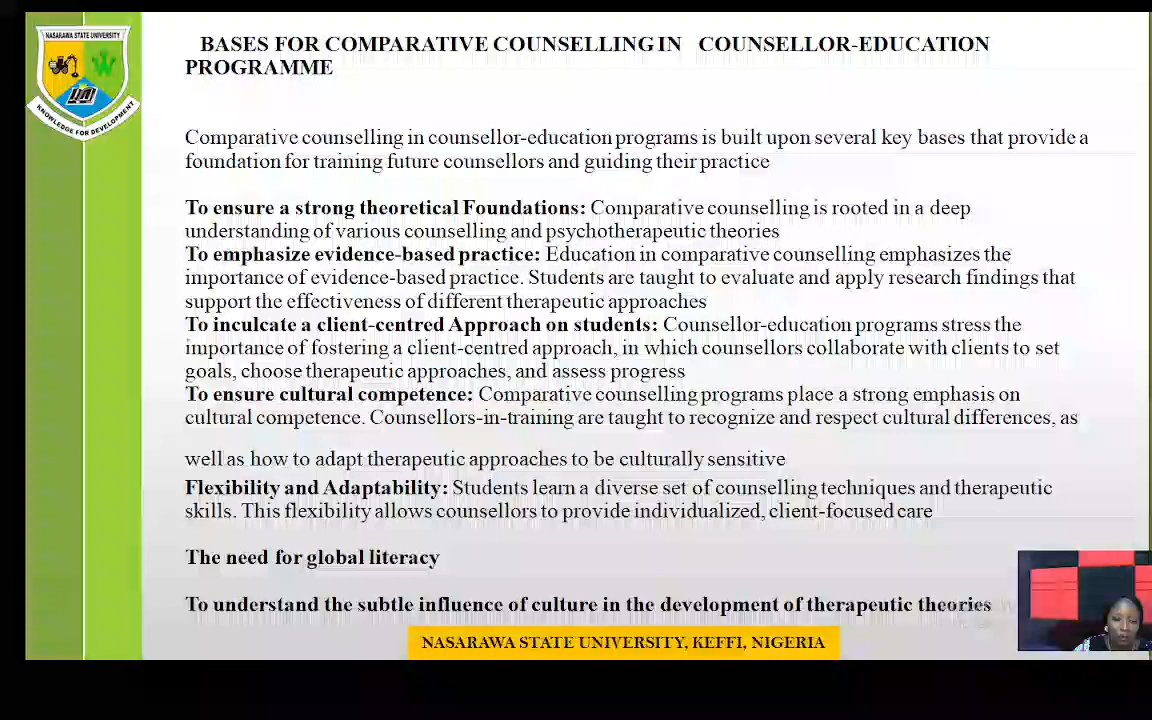 NASARAWA STATE UNIVERSITY
KNOWLEDGE FOR DEVELOPMENT
BASES FOR COMPARATIVE COUNSELLING IN COUNSELLOR-EDUCATION
PROGRAMME
Comparative counselling in counsellor-education programs is built upon several key bases that provide a
foundation for training future counsellors and guiding their practice
To ensure a strong theoretical Foundations: Comparative counselling is rooted in a deep
understanding of various counselling and psychotherapeutic theories
To emphasize evidence-based practice: Education in comparative counselling emphasizes the
importance of evidence-based practice. Students are taught to evaluate and apply research findings that
support the effectiveness of different therapeutic approaches
To inculcate a client-centred Approach on students: Counsellor-education programs stress the
importance of fostering a client-centred approach, in which counsellors collaborate with clients to set
goals, choose therapeutic approaches, and assess progress
To ensure cultural competence: Comparative counselling programs place a strong emphasis on
cultural competence. Counsellors-in-training are taught to recognize and respect cultural differences, as
well as how to adapt therapeutic approaches to be culturally sensitive
Flexibility and Adaptability: Students learn a diverse set of counselling techniques and therapeutic
skills. This flexibility allows counsellors to provide individualized, client-focused care
The need for global literacy
To understand the subtle influence of culture in the development of therapeutic theories
NASARAWA STATE UNIVERSITY, KEFFI, NIGERIA